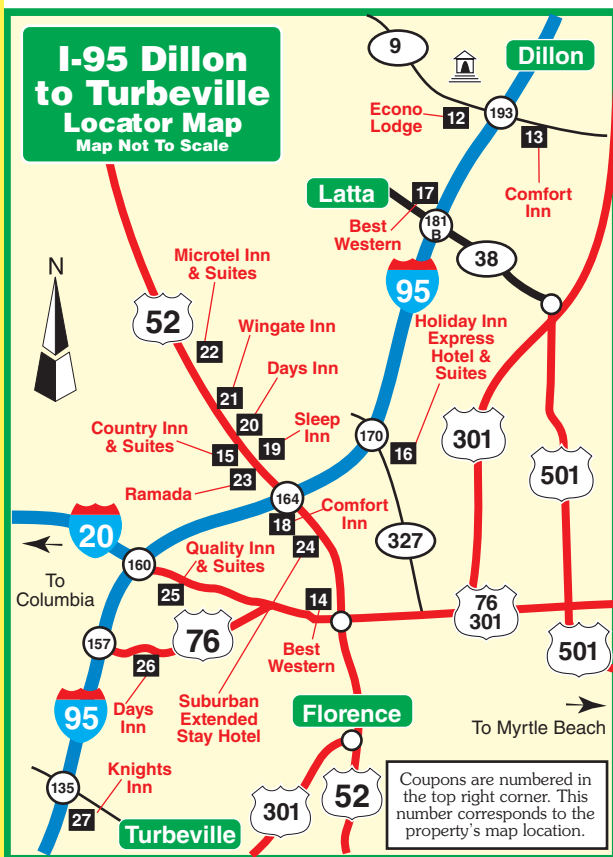 I-95 Dillon
to Turbeville
Locator Map
Map Not To Scale
9
Dillon
Econo
Lodge
12
193
13
Comfort
Inn
Latta
17
181
B
Best
Western
38
95
N
Microtel Inn
& Suites
52
22
Wingate Inn
21
Days Inn
20
Holiday Inn
Express
Hotel &
Suites
Country Inn
& Suites
15
19
Sleep
Inn
170
16
301
501
Ramada
23
164
18
Comfort
Inn
24
327
20
To
Columbia
160
Quality Inn
& Suites
25
14
76
301
157
76
26
Best
Western
501
95
Days
Inn
Suburban
Extended
Stay Hotel
Florence
To Myrtle Beach
Knights
Inn
135
27
Turbeville
301
52
Coupons are numbered in
the top right corner. This
number corresponds to the
property's map location.